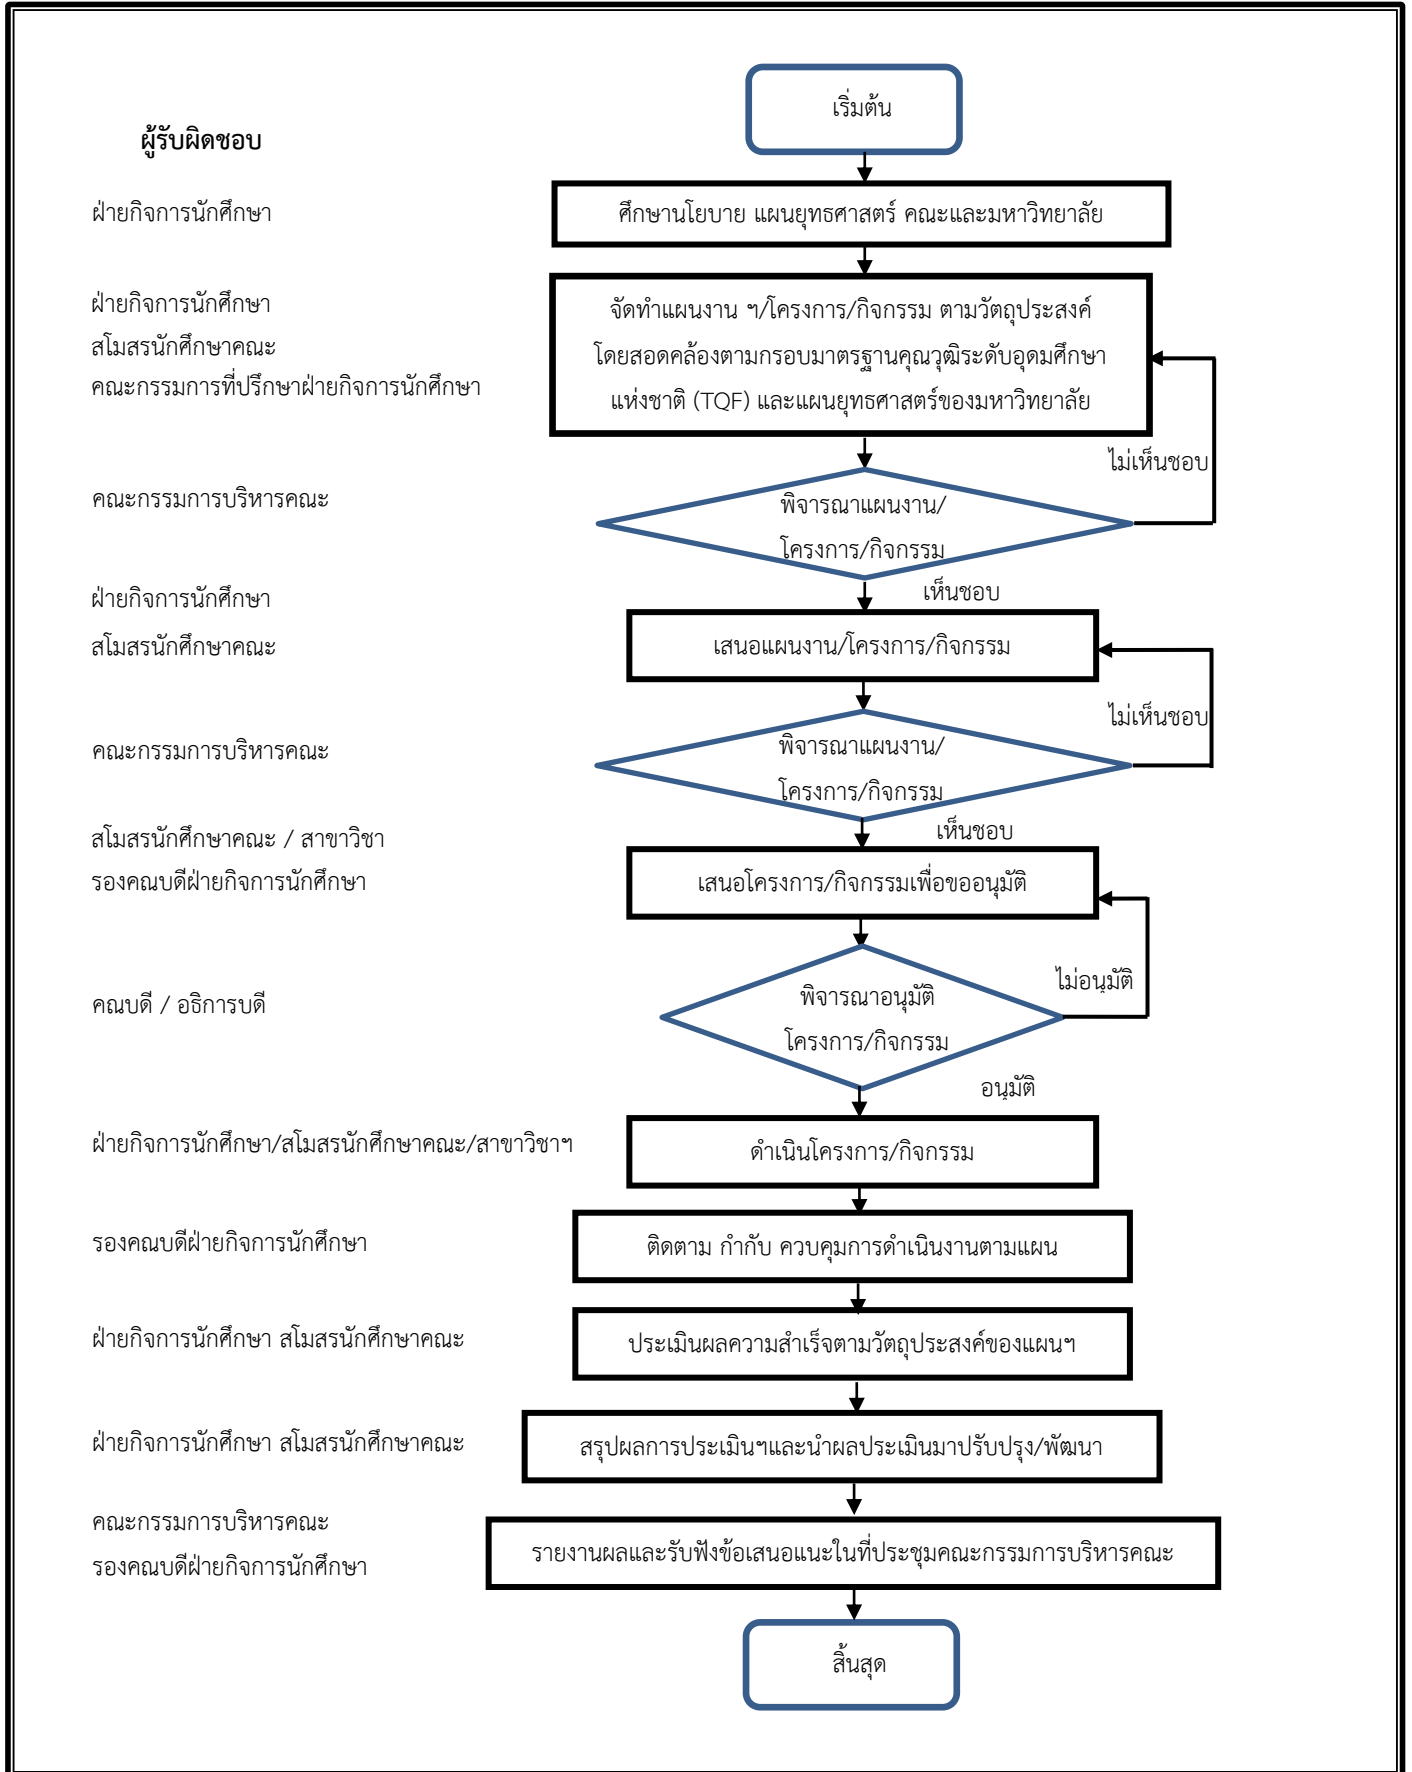 เริ่มต้น
ผู้รับผิดชอบ
ฝ่ายกิจการนักศึกษา
ศึกษานโยบาย แผนยุทธศาสตร์ คณะและมหาวิทยาลัย
ฝ่ายกิจการนักศึกษา
สโมสรนักศึกษาคณะ
คณะกรรมการที่ปรึกษาฝ่ายกิจการนักศึกษา
จัดทำแผนงาน ฯ/โครงการ/กิจกรรม ตามวัตถุประสงค์
โดยสอดคล้องตามกรอบมาตรฐานคุณวุฒิระดับอุดมศึกษา
แห่งชาติ (TQF) และแผนยุทธศาสตร์ของมหาวิทยาลัย
ไม่เห็นชอบ
คณะกรรมการบริหารคณะ
พิจารณาแผนงาน/
โครงการ/กิจกรรม
เห็นชอบ
ฝ่ายกิจการนักศึกษา
สโมสรนักศึกษาคณะ
เสนอแผนงาน/โครงการ/กิจกรรม
ไม่เห็นชอบ
คณะกรรมการบริหารคณะ
พิจารณาแผนงาน/
โครงการ/กิจกรรม
เห็นชอบ
สโมสรนักศึกษาคณะ / สาขาวิชา
รองคณบดีฝ่ายกิจการนักศึกษา
เสนอโครงการ/กิจกรรมเพื่อขออนุมัติ
ไม่อนุมัติ
คณบดี / อธิการบดี
พิจารณาอนุมัติ
โครงการ/กิจกรรม
อนุมัติ
ฝ่ายกิจการนักศึกษา/สโมสรนักศึกษาคณะ/สาขาวิชาฯ
ดำเนินโครงการ/กิจกรรม
รองคณบดีฝ่ายกิจการนักศึกษา
ติดตาม กำกับ ควบคุมการดำเนินงานตามแผน
ฝ่ายกิจการนักศึกษา สโมสรนักศึกษาคณะ
ประเมินผลความสำเร็จตามวัตถุประสงค์ของแผนฯ
ฝ่ายกิจการนักศึกษา สโมสรนักศึกษาคณะ
สรุปผลการประเมินฯและนำผลประเมินมาปรับปรุง/พัฒนา
คณะกรรมการบริหารคณะ
รองคณบดีฝ่ายกิจการนักศึกษา
รายงานผลและรับฟังข้อเสนอแนะในที่ประชุมคณะกรรมการบริหารคณะ
สิ้นสุด